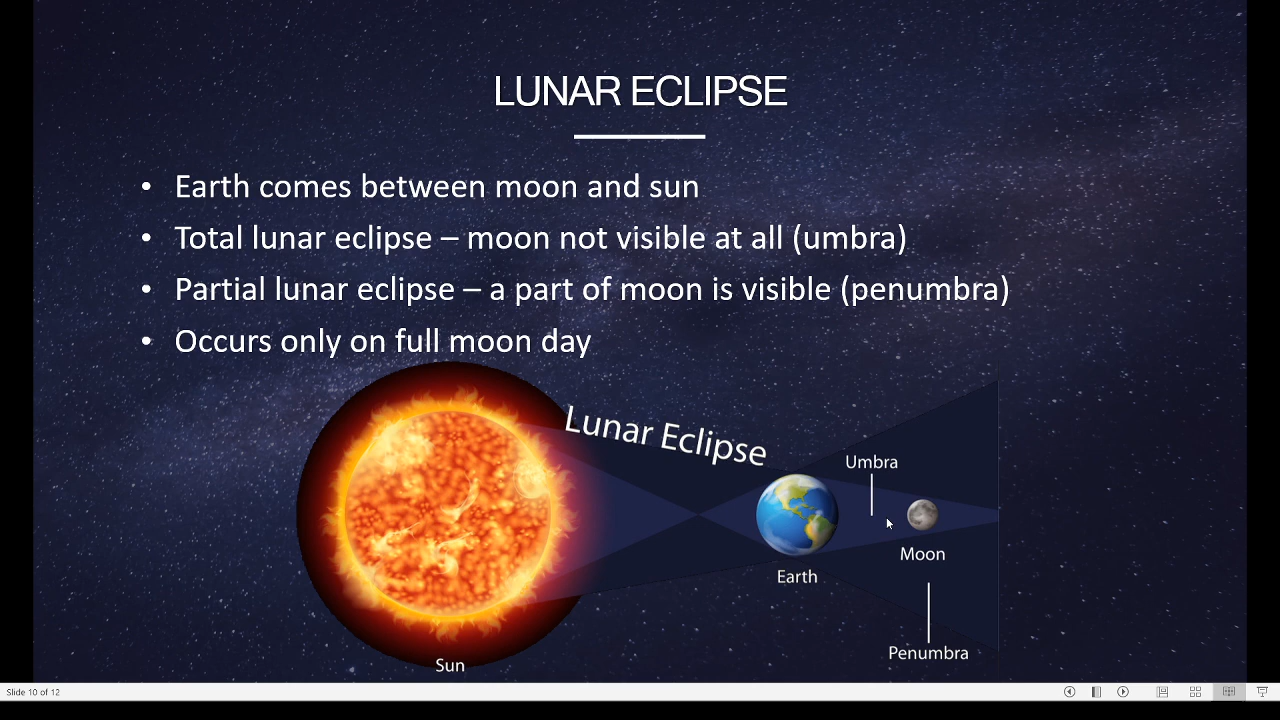 LUNAR ECLIPSE
• Earth comes between moon and sun
• Total lunar eclipse – moon not visible at all (umbra)
• Partial lunar eclipse – a part of moon is visible (penumbra)
• Occurs only on full moon day
Lunar Eclipse
Umbra
Moon
Earth
Penumbra
Sun
Slide 10 of 12